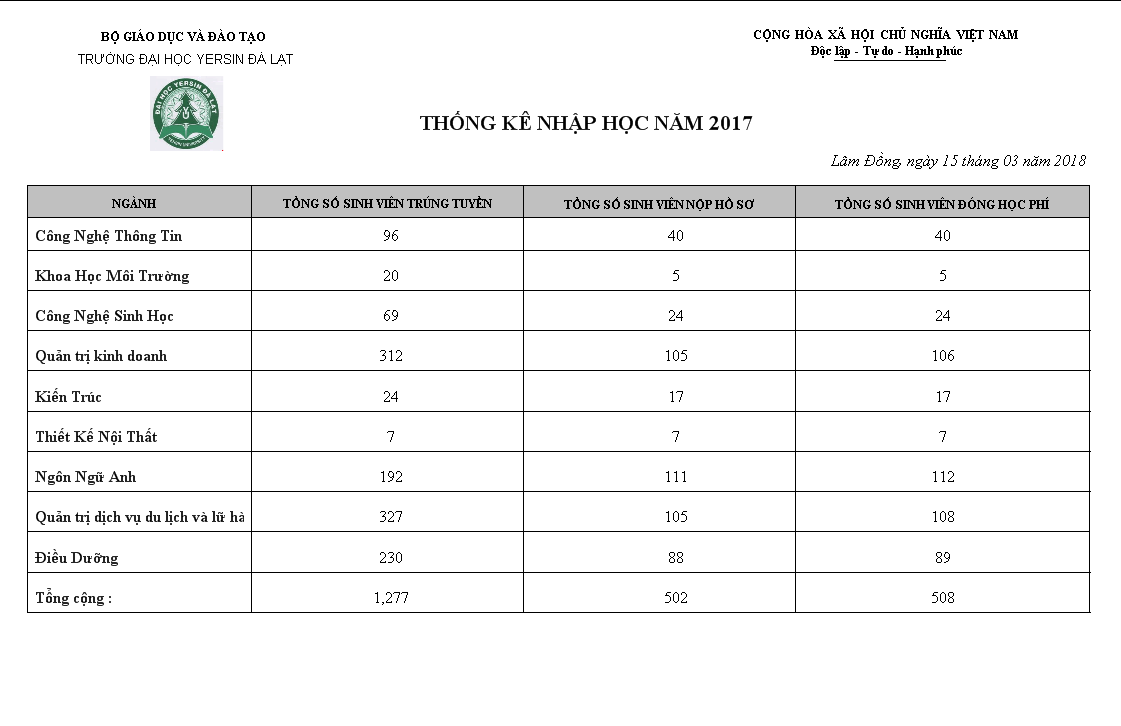 BỘ GIÁO DỤC VÀ ĐÀO TẠO
TRƯỜNG ĐẠI HỌC YERSIN ĐÀ LẠT
CỘNG HÒA XÃ HỘI CHỦ NGHĨA VIỆT NAM
Độc lập - Tự do - Hạnh phúc
ĐẠI HỌC YERSIN ĐÀ LẠT
THỐNG KÊ NHẬP HỌC NĂM 2017
Lâm Đồng, ngày 15 tháng 03 năm 2018
NGÀNH TỔNG SỐ SINH VIÊN TRÚNG TUYỂN TỔNG SỐ SINH VIÊN NỘP HỒ SƠ TỔNG SỐ SINH VIÊN ĐÓNG HỌC PHÍ
Công Nghệ Thông Tin 96 40 40
Khoa Học Môi Trường 20 5 5
Công Nghệ Sinh Học 69 24 24
Quản trị kinh doanh 312 105 106
Kiến Trúc 24 17 17
Thiết Kế Nội Thất 7 7 7
Ngôn Ngữ Anh 192 111 112
Quản trị dịch vụ du lịch và lữ hà 327 105 108
Điều Dưỡng 230 88 89
Tổng cộng : 1,277 502 508